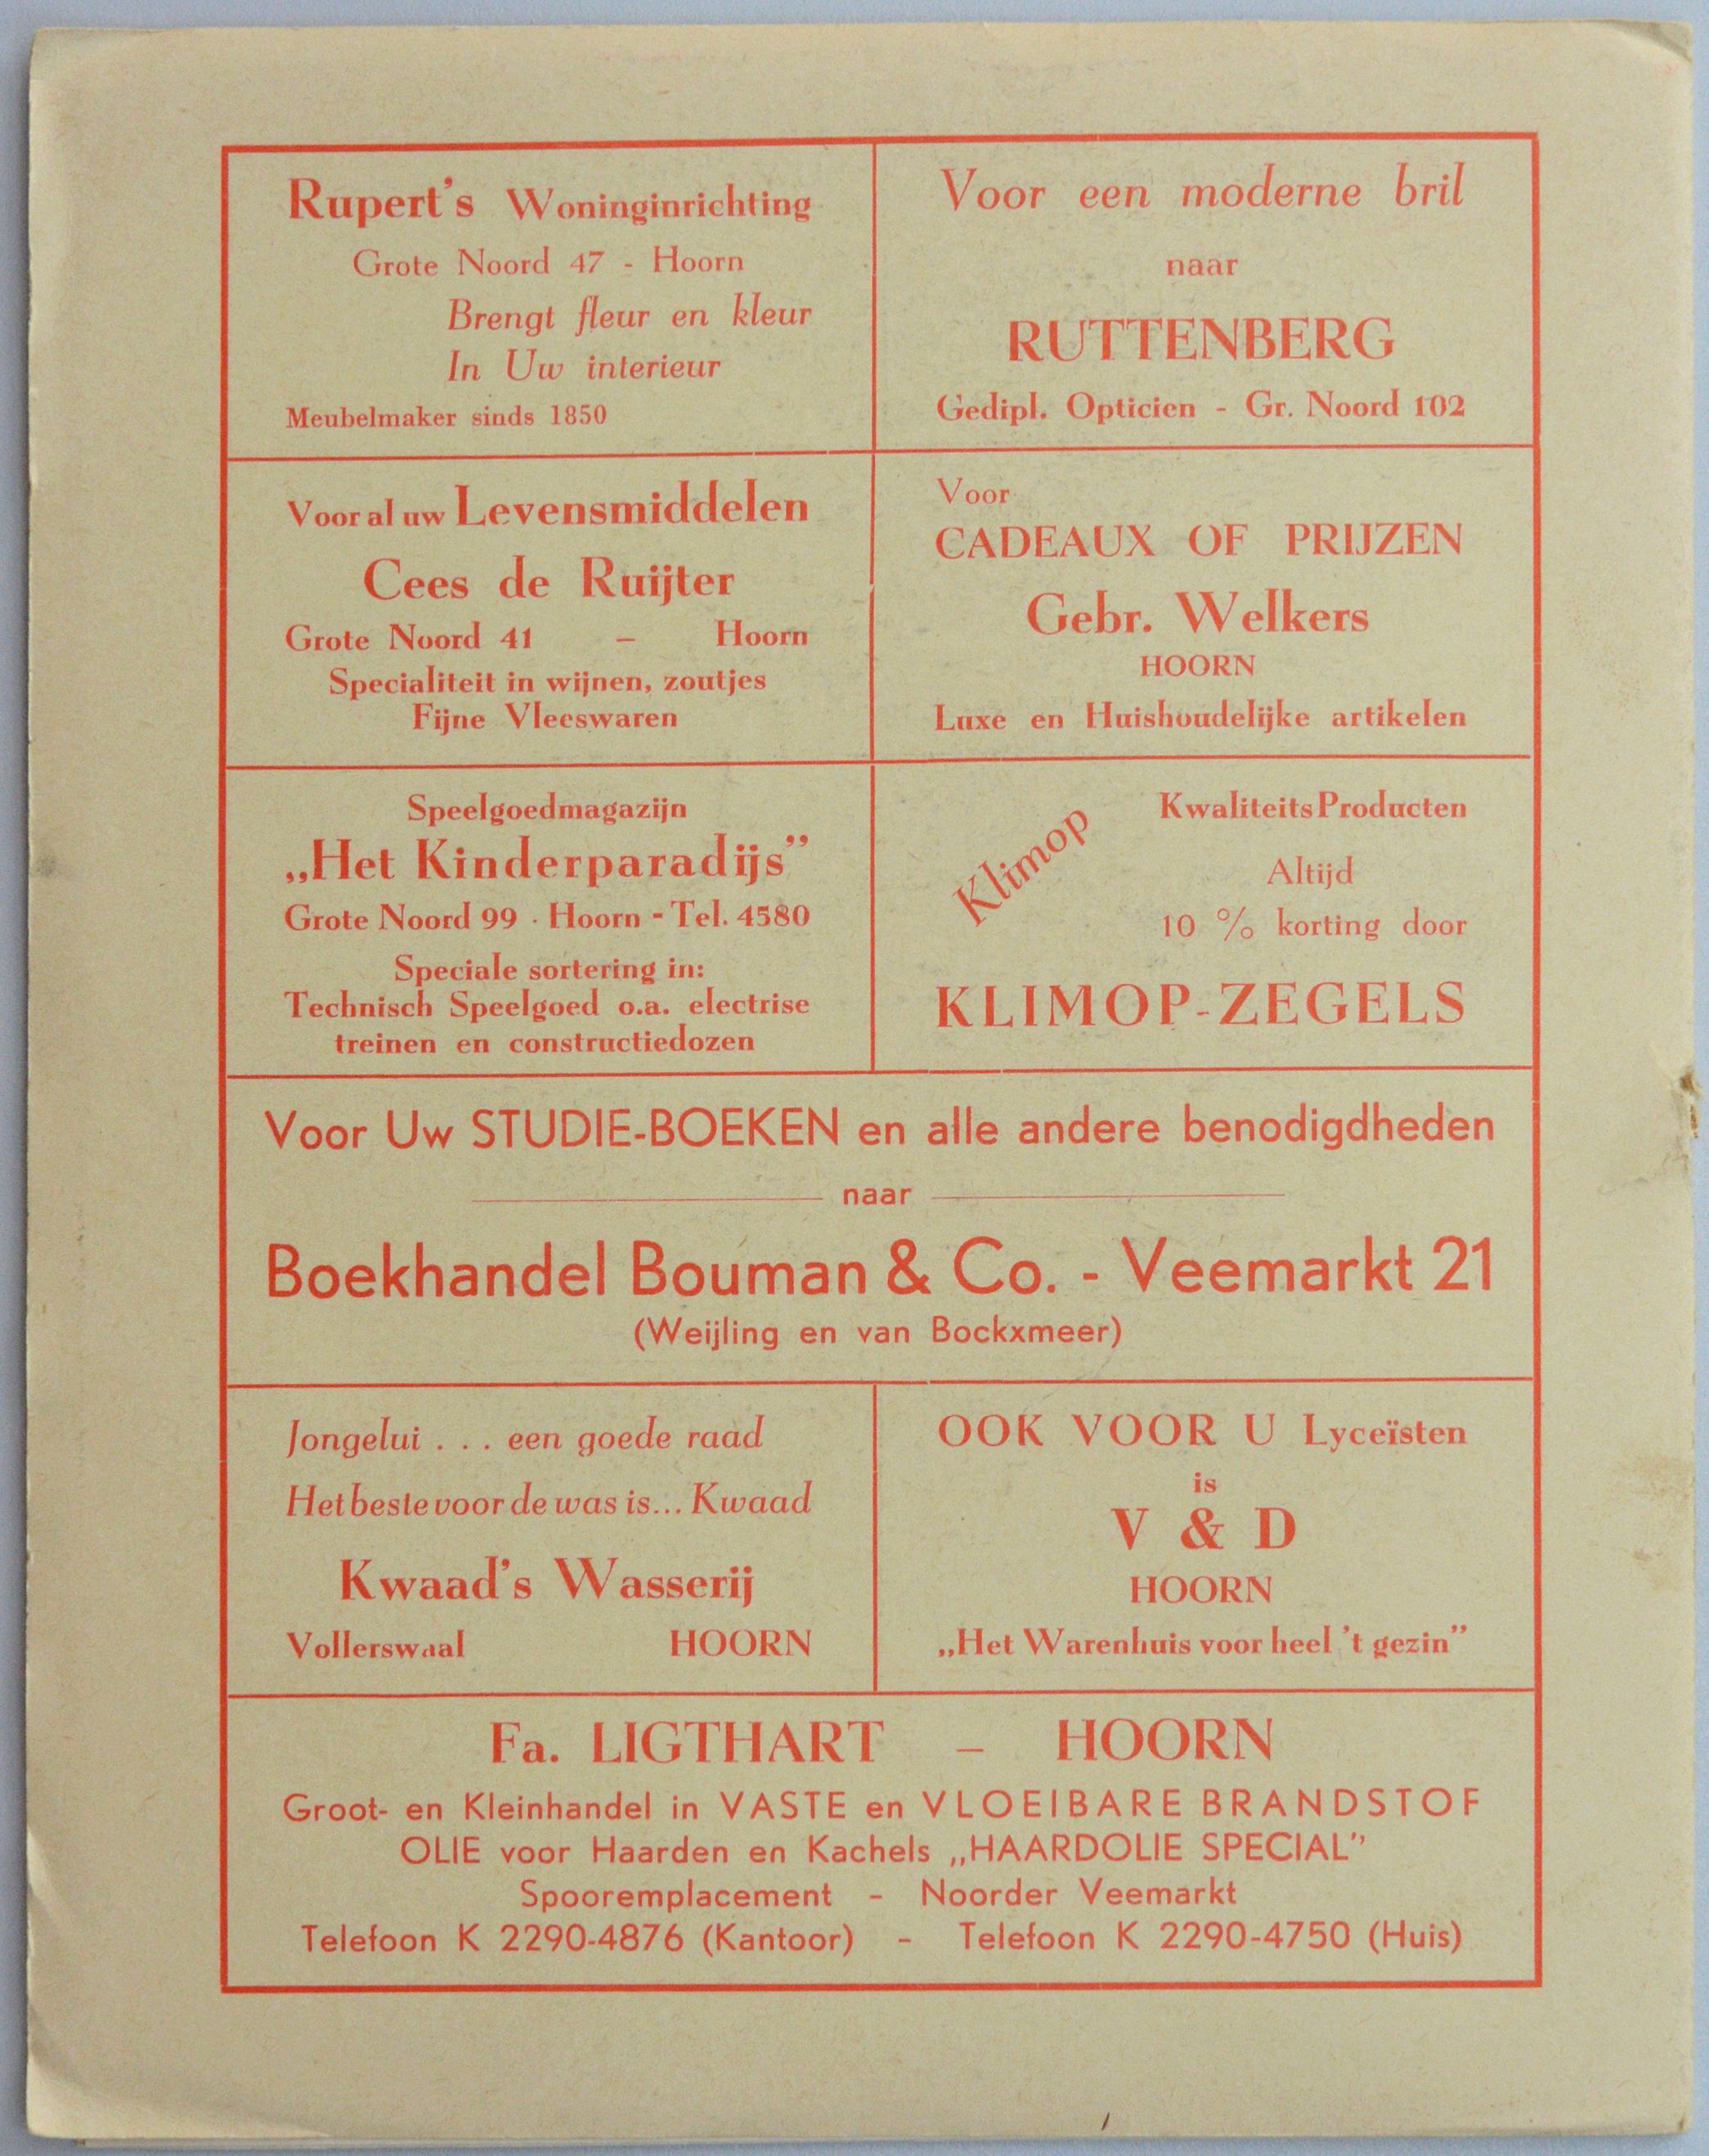 Rupert's Woninginrichting
Grote Noord 47 - Hoorn
Brengt fleur en kleur
In Uw interieur
Meubelmaker sinds 1850
Voor een moderne bril
naar
RUTTENBERG
Gedipl. Opticien - Gr. Noord 102
Voor al uw Levensmiddelen
Cees de Ruijter
Grote Noord 41 – Hoorn
Specialiteit in wijnen, zoutjes
Fijne Vleeswaren
Voor
CADEAUX OF PRIJZEN
Gebr. Welkers
HOORN
Luxe en Huishoudelijke artikelen
Speelgoedmagazijn
„Het Kinderparadijs”
Grote Noord 99 · Hoorn - Tel. 4580
Speciale sortering in:
Technisch Speelgoed o.a. electrise
treinen en constructiedozen
Klimop
KwaliteitsProducten
Altijd
10 % korting door
KLIMOP-ZEGELS
Voor Uw STUDIE-BOEKEN en alle andere benodigdheden
naar
Boekhandel Bouman & Co. - Veemarkt 21
(Weijling en van Bockxmeer)
Jongelui . . . een goede raad
Het beste voor de was is... Kwaad
Kwaad's Wasserij
Vollerswaal HOORN
OOK VOOR U Lyceïsten
is
V & D
HOORN
„Het Warenhuis voor heel 't gezin”
Fa. LIGTHART – HOORN
Groot- en Kleinhandel in VASTE en VLOEIBARE BRANDSTOF
OLIE voor Haarden en Kachels „HAARDOLIE SPECIAL”
Spooremplacement - Noorder Veemarkt
Telefoon K 2290-4876 (Kantoor) - Telefoon K 2290-4750 (Huis)